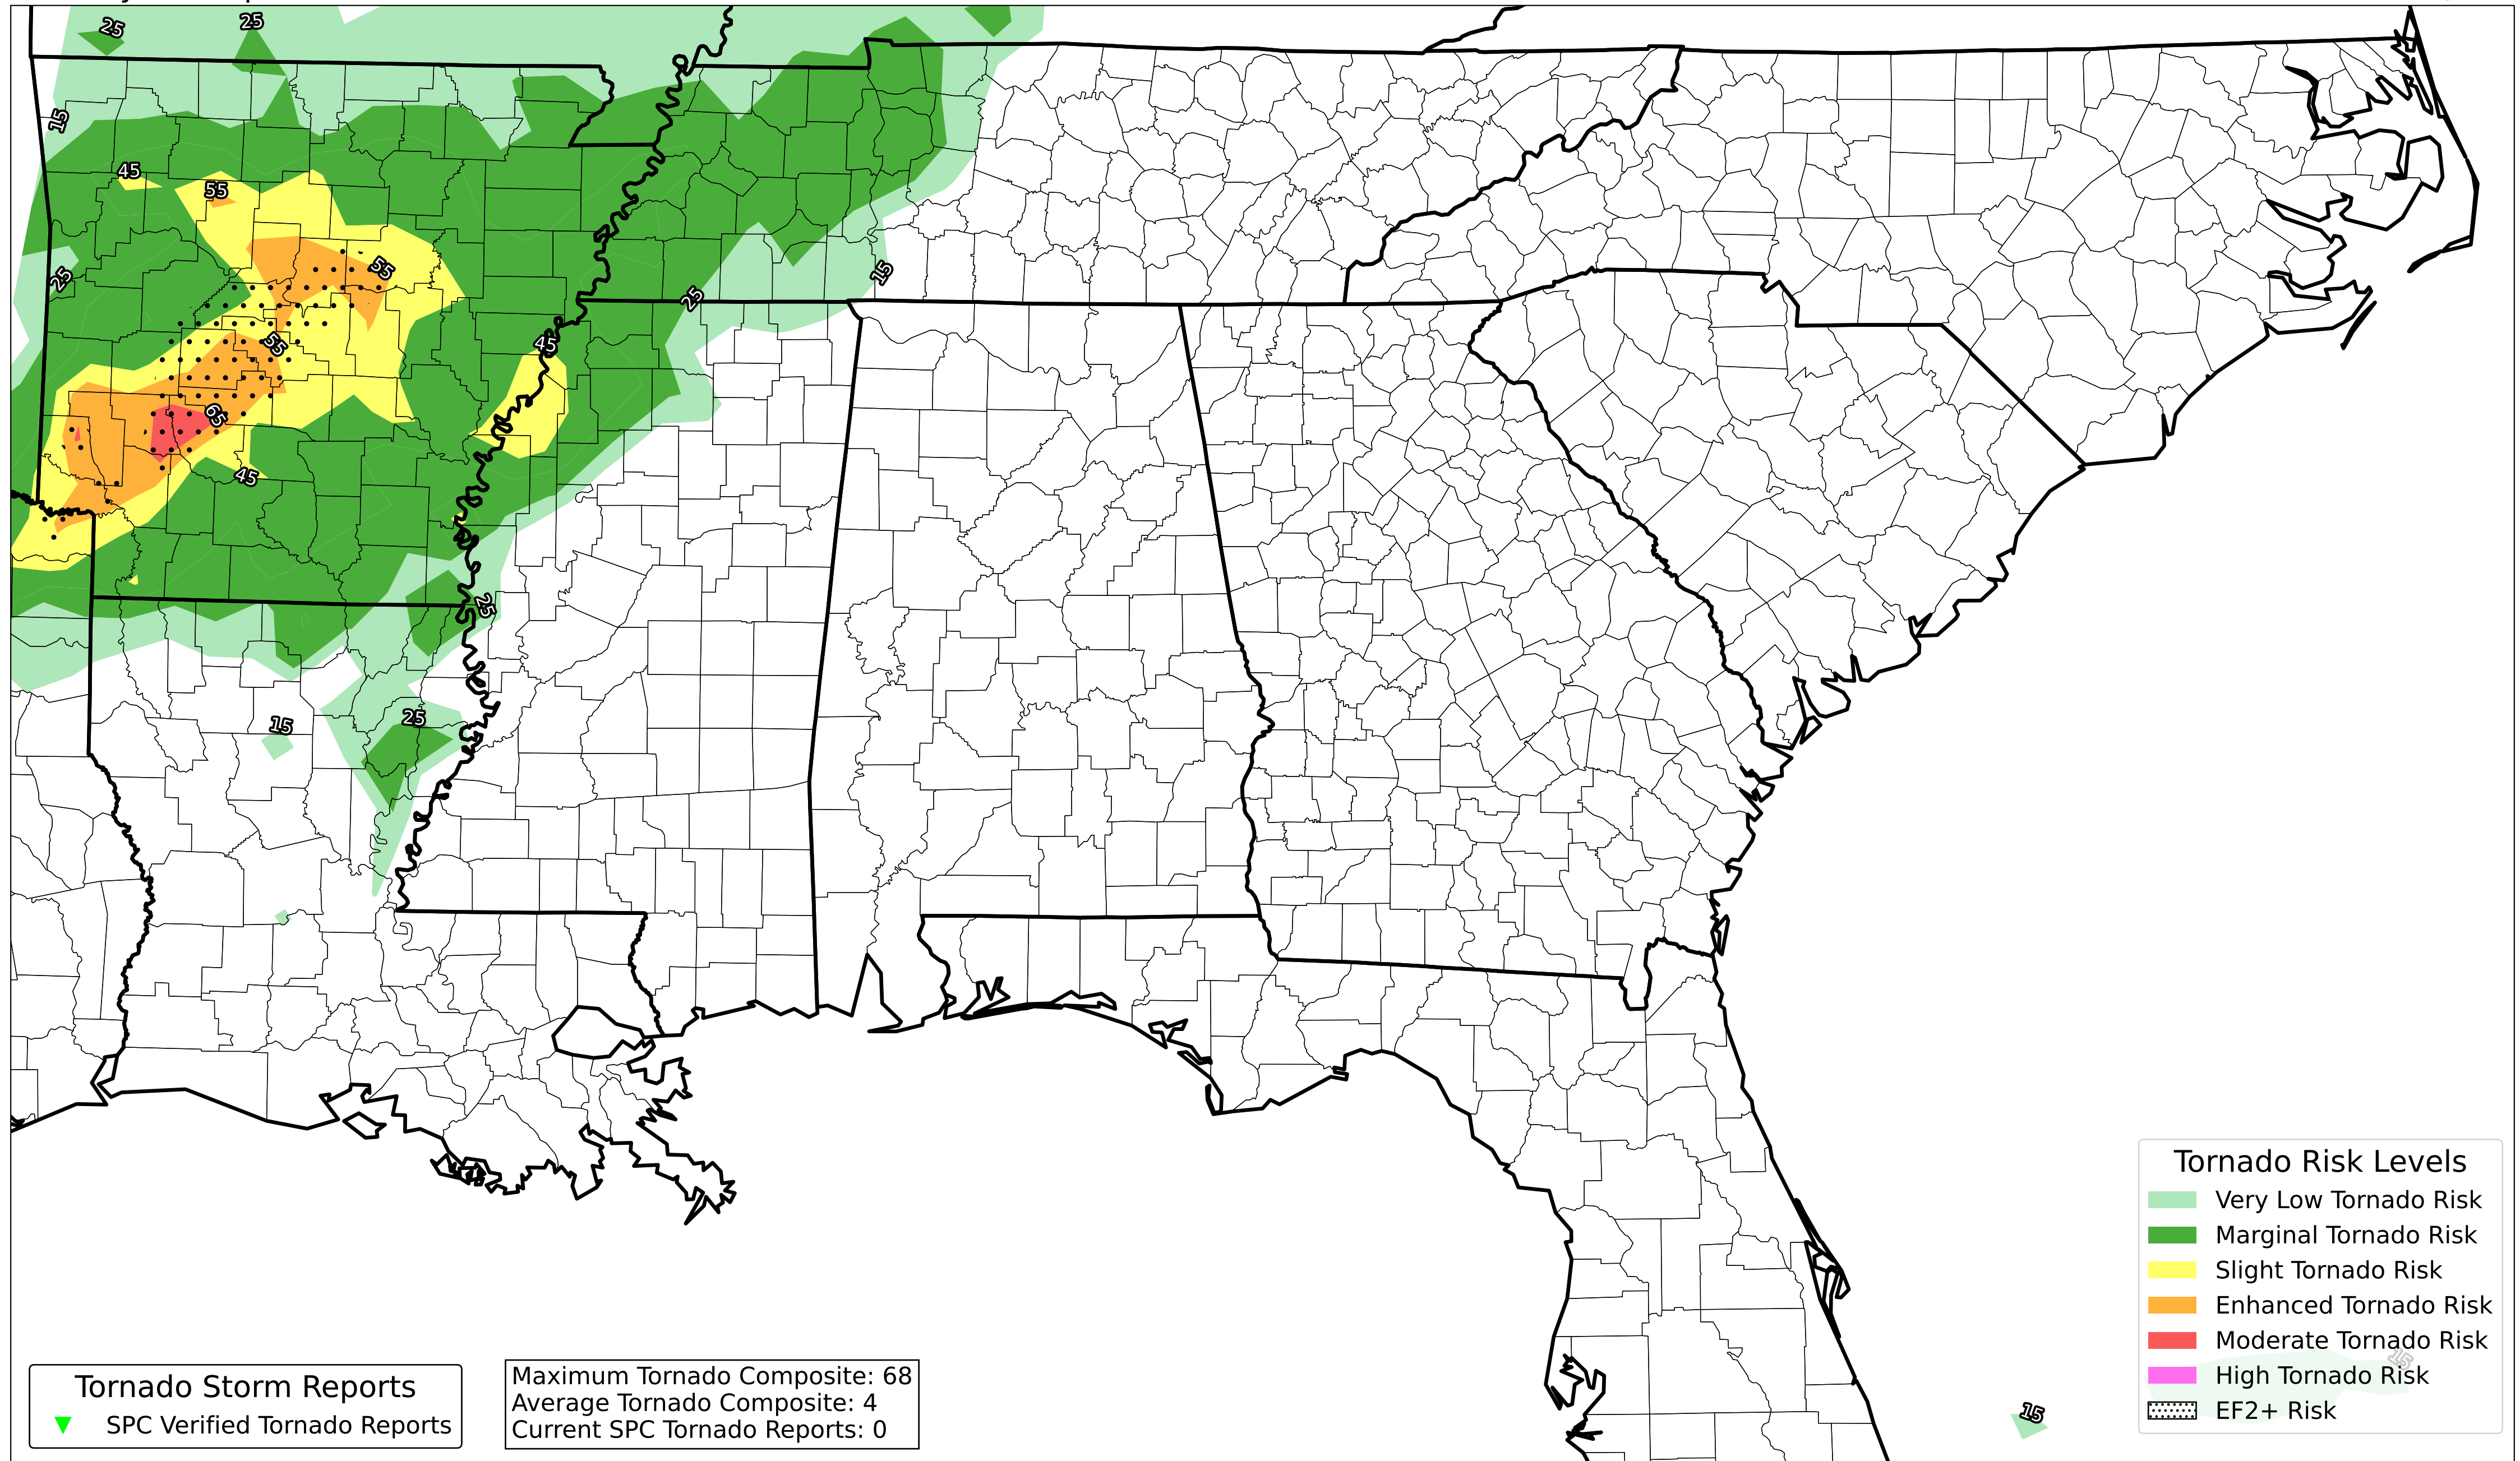 25
25
15
45
55
25
55
15
25
55
45
65
45
25
25
15
Tornado Risk Levels
Very Low Tornado Risk
Marginal Tornado Risk
Slight Tornado Risk
Enhanced Tornado Risk
Moderate Tornado Risk
15
High Tornado Risk
EF2+ Risk
15
Tornado Storm Reports
SPC Verified Tornado Reports
Maximum Tornado Composite: 68
Average Tornado Composite: 4
Current SPC Tornado Reports: 0